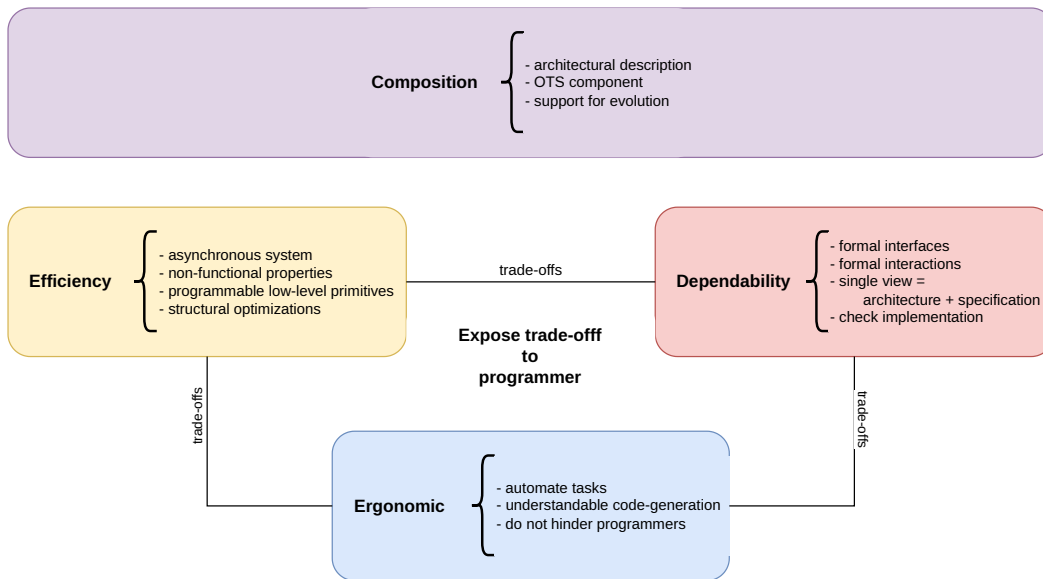 Composition
- architectural description
- OTS component
- support for evolution
Efficiency
- asynchronous system
- non-functional properties
- programmable low-level primitives
- structural optimizations
trade-offs
Dependability
- formal interfaces
- formal interactions
- single view =
architecture + specification
- check implementation
Expose trade-offf
to
programmer
trade-offs
trade-offs
Ergonomic
- automate tasks
- understandable code-generation
- do not hinder programmers